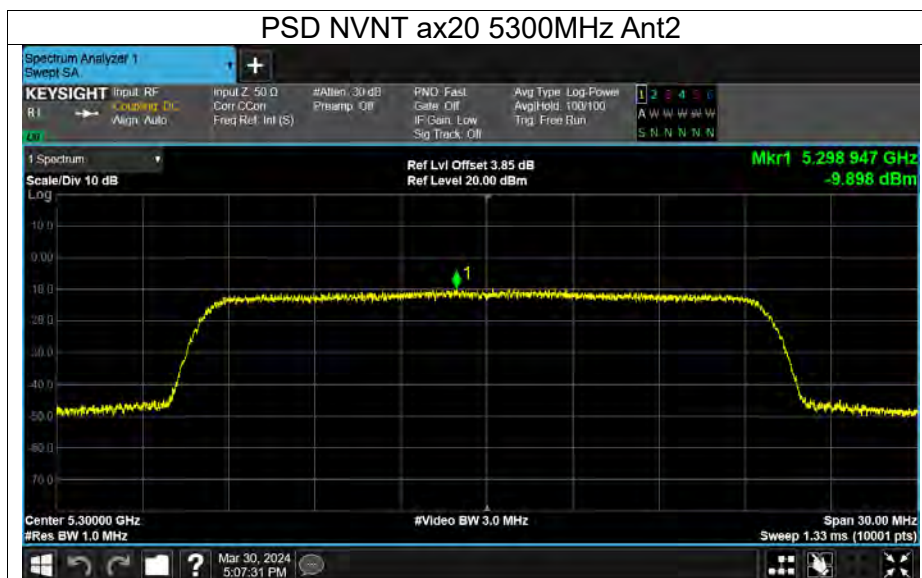 PSD NVNT ax20 5300MHz Ant2
Spectrum Analyzer 1
Swept SA
+
KEYSIGHT Input: RF Input Z: 50 Ω #Atten: 30 dB PNO: Fast Avg Type: Log-Power 1 2 3 4 5 6
R L Coupling: DC Corr CCorr Preamp: Off Gate: Off Avg|Hold: 100/100 A W W W W W
Align: Auto Freq Ref: Int (S) IF Gain: Low Trig: Free Run
Sig Track: Off S N N N N N
1 Spectrum Ref Lvl Offset 3.85 dB Mkr1 5.298 947 GHz
Scale/Div 10 dB Ref Level 20.00 dBm -9.898 dBm
Log
10.0
0.00
-10.0
1
-20.0
-30.0
-40.0
-50.0
-60.0
-70.0
Center 5.30000 GHz #Video BW 3.0 MHz Span 30.00 MHz
#Res BW 1.0 MHz Sweep 1.33 ms (10001 pts)
? Mar 30, 2024
5:07:31 PM